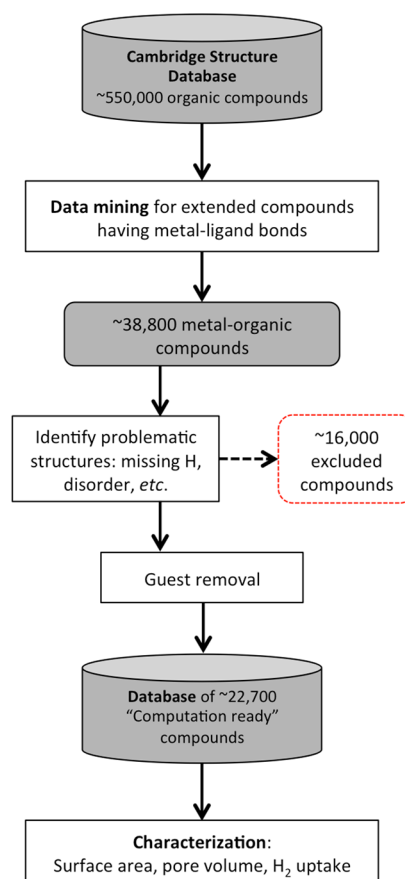 Cambridge Structure
Database
~550,000 organic compounds
Data mining for extended compounds
having metal-ligand bonds
~38,800 metal-organic
compounds
Identify problematic
structures: missing H,
disorder, etc.
~16,000
excluded
compounds
Guest removal
Database of ~22,700
“Computation ready”
compounds
Characterization:
Surface area, pore volume, H₂ uptake